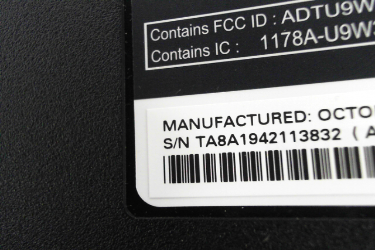 Contains FCC ID : ADTU9W
Contains IC : 1178A-U9W
MANUFACTURED: OCTO
S/N TA8A1942113832 ( A